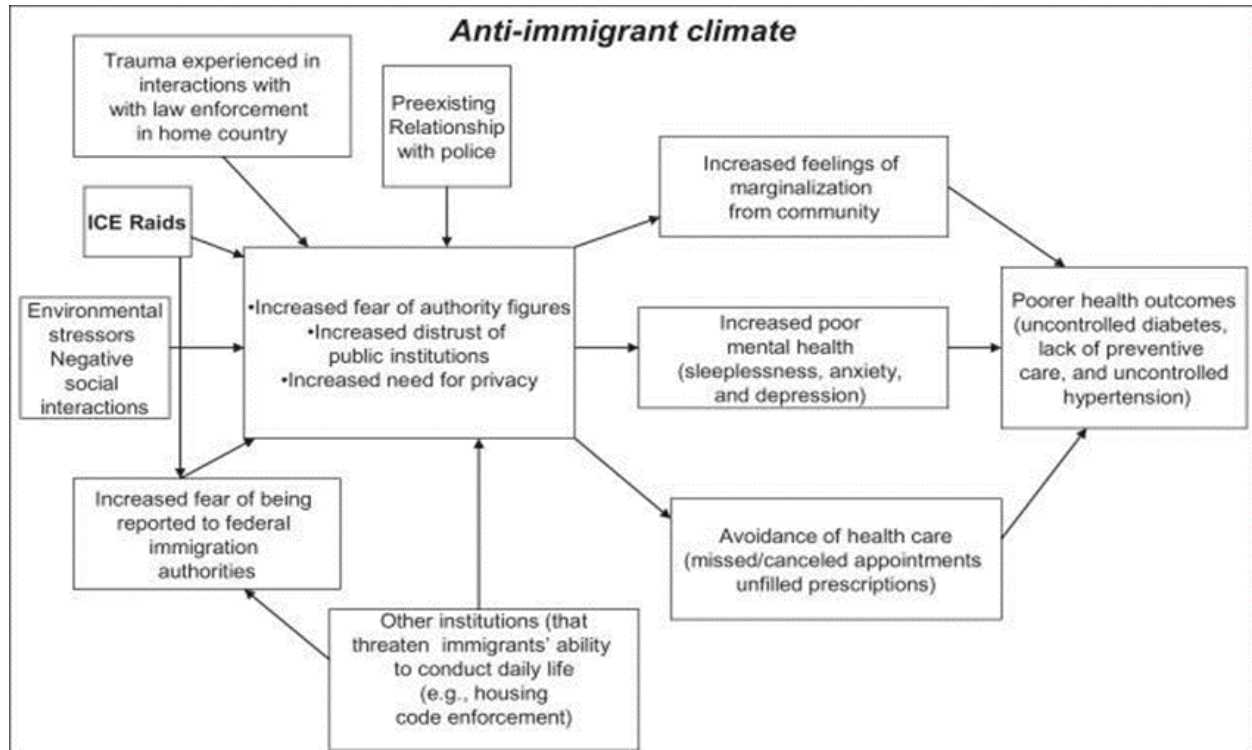 Anti-immigrant climate
Trauma experienced in
interactions with
with law enforcement
in home country
Preexisting
Relationship
with police
ICE Raids
Environmental
stressors
Negative
social
interactions
•Increased fear of authority figures
•Increased distrust of
public institutions
•Increased need for privacy
Increased fear of being
reported to federal
immigration
authorities
Other institutions (that
threaten immigrants' ability
to conduct daily life
(e.g., housing
code enforcement)
Increased feelings of
marginalization
from community
Increased poor
mental health
(sleeplessness, anxiety,
and depression)
Avoidance of health care
(missed/canceled appointments
unfilled prescriptions)
Poorer health outcomes
(uncontrolled diabetes,
lack of preventive
care, and uncontrolled
hypertension)